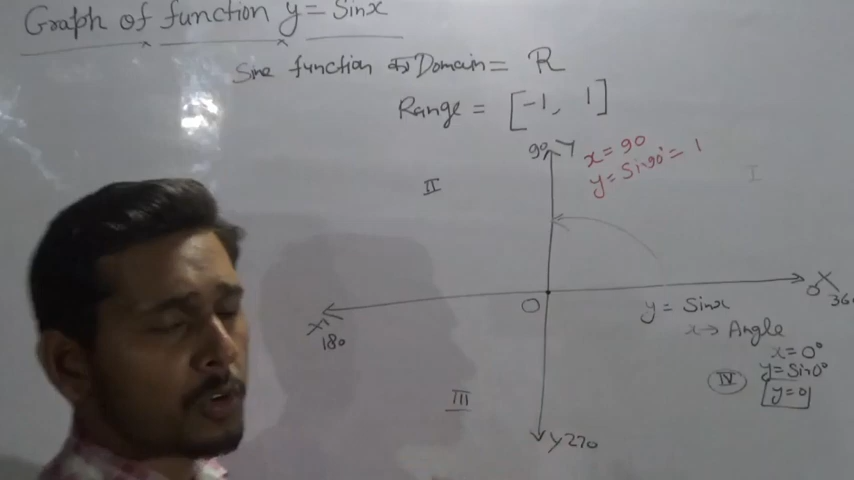 Graph of function y = Sinx
Sine function का Domain = R
Range = [-1, 1]
90 Y
x = 90
y = Sin90° = 1
II
I
O
0 X
360
X'
180
y = Sinx
x → Angle
x = 0°
y = Sin0°
y = 0
IV
III
Y' 270